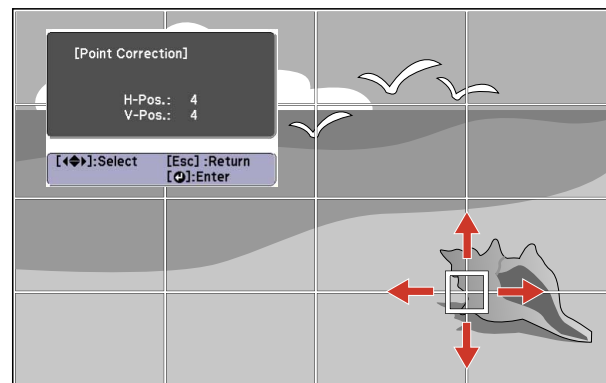 [Point Correction]
H-Pos.: 4
V-Pos.: 4
[◀◆▶]:Select [Esc] :Return
[↵]:Enter